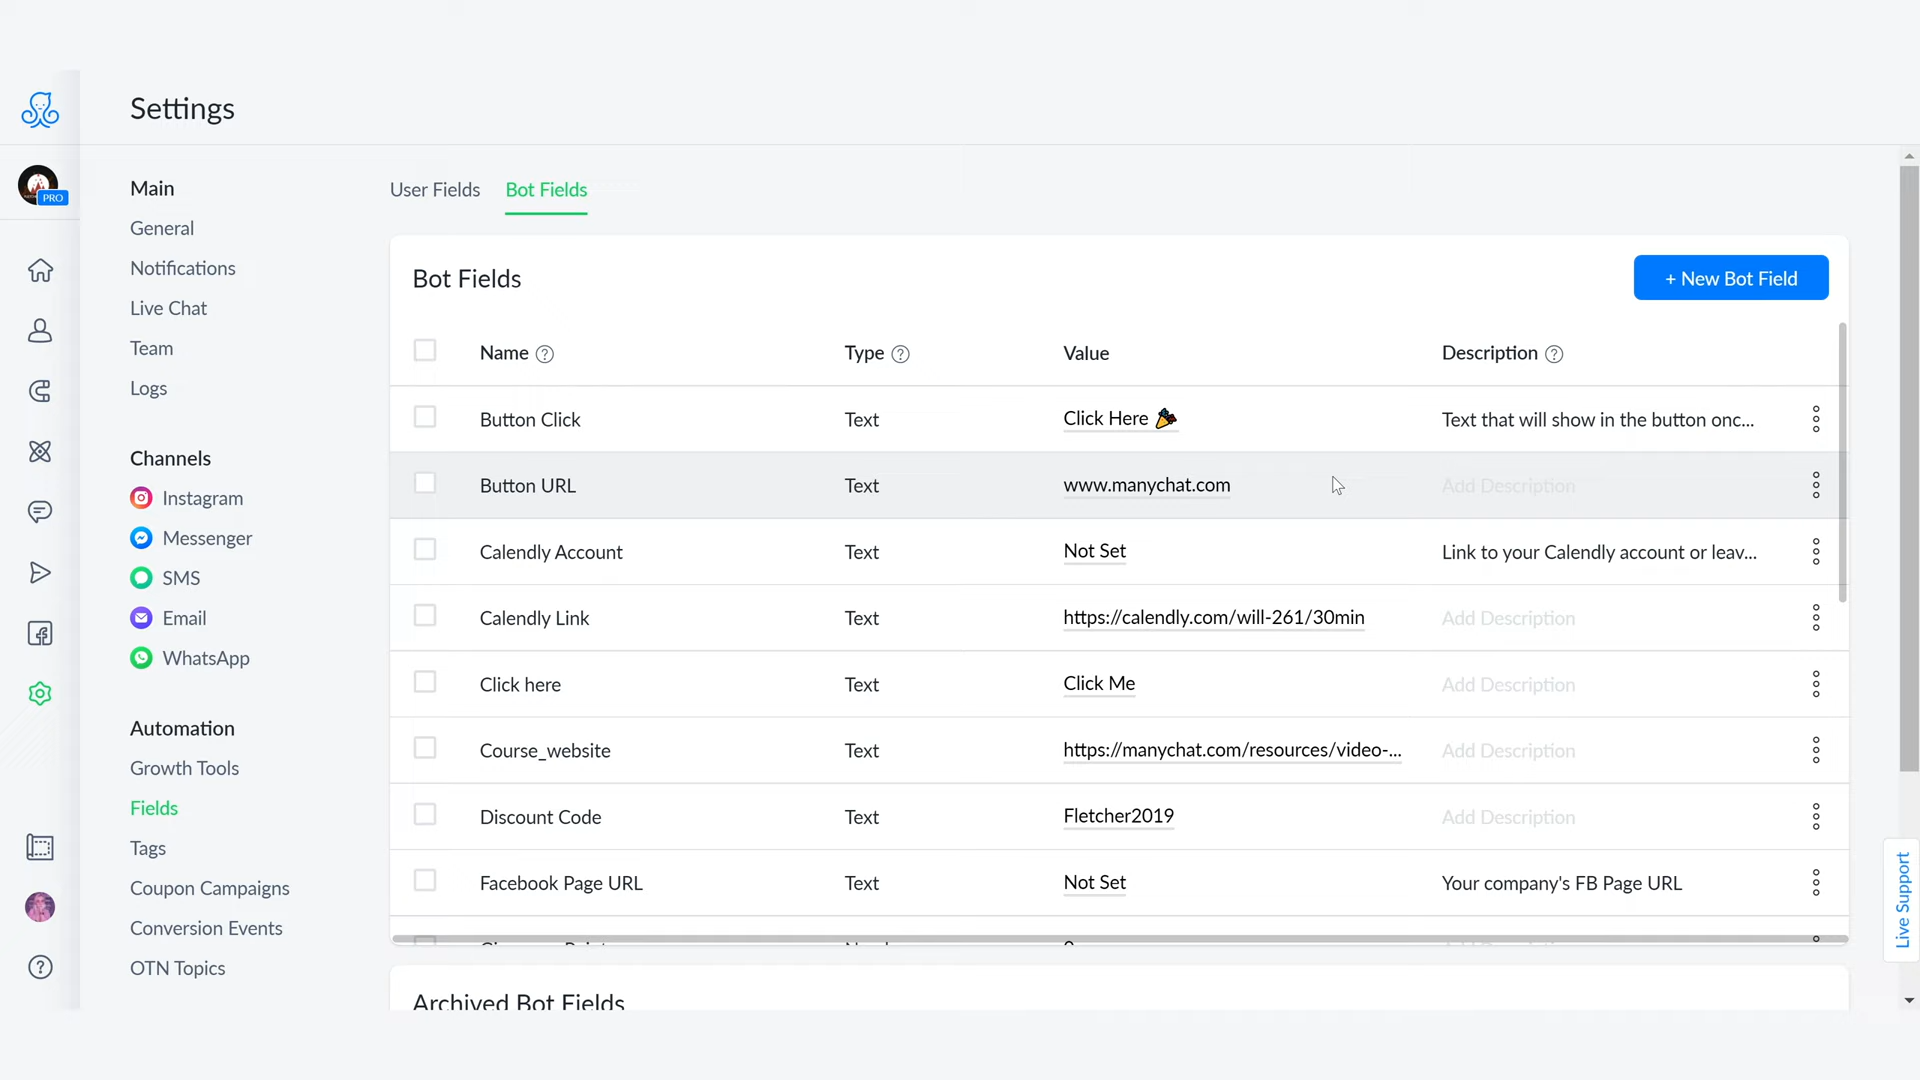 Settings
PRO
Main
General
Notifications
Live Chat
Team
Logs
Channels
Instagram
Messenger
SMS
Email
WhatsApp
Automation
Growth Tools
Fields
Tags
Coupon Campaigns
Conversion Events
OTN Topics
User Fields Bot Fields
Bot Fields
+ New Bot Field
Name ? Type ? Value Description ?
Button Click Text Click Here Text that will show in the button onc...
Button URL Text www.manychat.com Add Description
Calendly Account Text Not Set Link to your Calendly account or leav...
Calendly Link Text https://calendly.com/will-261/30min Add Description
Click here Text Click Me Add Description
Course_website Text https://manychat.com/resources/video-... Add Description
Discount Code Text Fletcher2019 Add Description
Facebook Page URL Text Not Set Your company's FB Page URL
Archived Bot Fields
Live Support